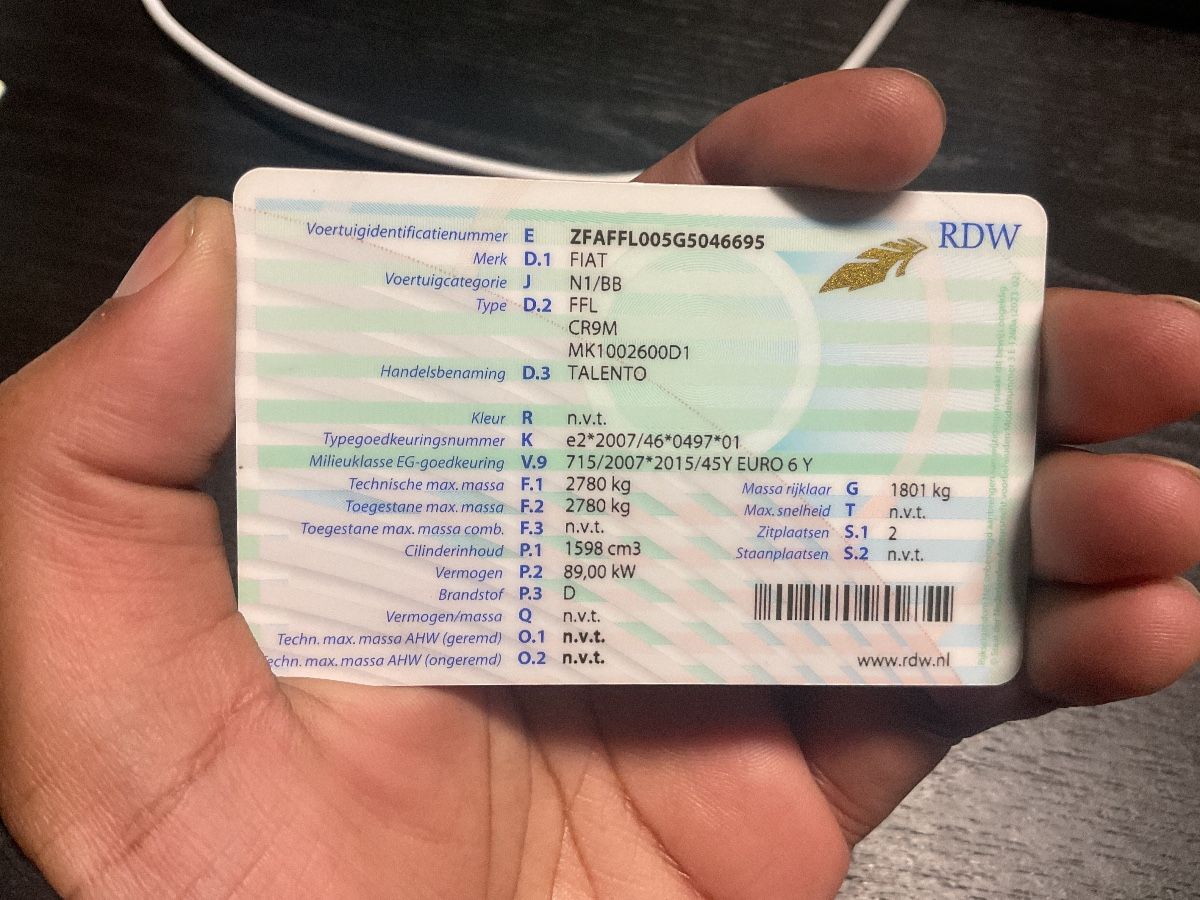 RDW
Voertuigidentificatienummer E ZFAFFL005G5046695
Merk D.1 FIAT
Voertuigcategorie J N1/BB
Type D.2 FFL
CR9M
MK1002600D1
Handelsbenaming D.3 TALENTO
Kleur R n.v.t.
Typegoedkeuringsnummer K e2*2007/46*0497*01
Milieuklasse EG-goedkeuring V.9 715/2007*2015/45Y EURO 6 Y
Technische max. massa F.1 2780 kg
Massa rijklaar G 1801 kg
Toegestane max. massa F.2 2780 kg
Max. snelheid T n.v.t.
Toegestane max. massa comb. F.3 n.v.t.
Zitplaatsen S.1 2
Cilinderinhoud P.1 1598 cm3
Staanplaatsen S.2 n.v.t.
Vermogen P.2 89,00 kW
Brandstof P.3 D
Vermogen/massa Q n.v.t.
Techn. max. massa AHW (geremd) O.1 n.v.t.
echn. max. massa AHW (ongeremd) O.2 n.v.t.
www.rdw.nl